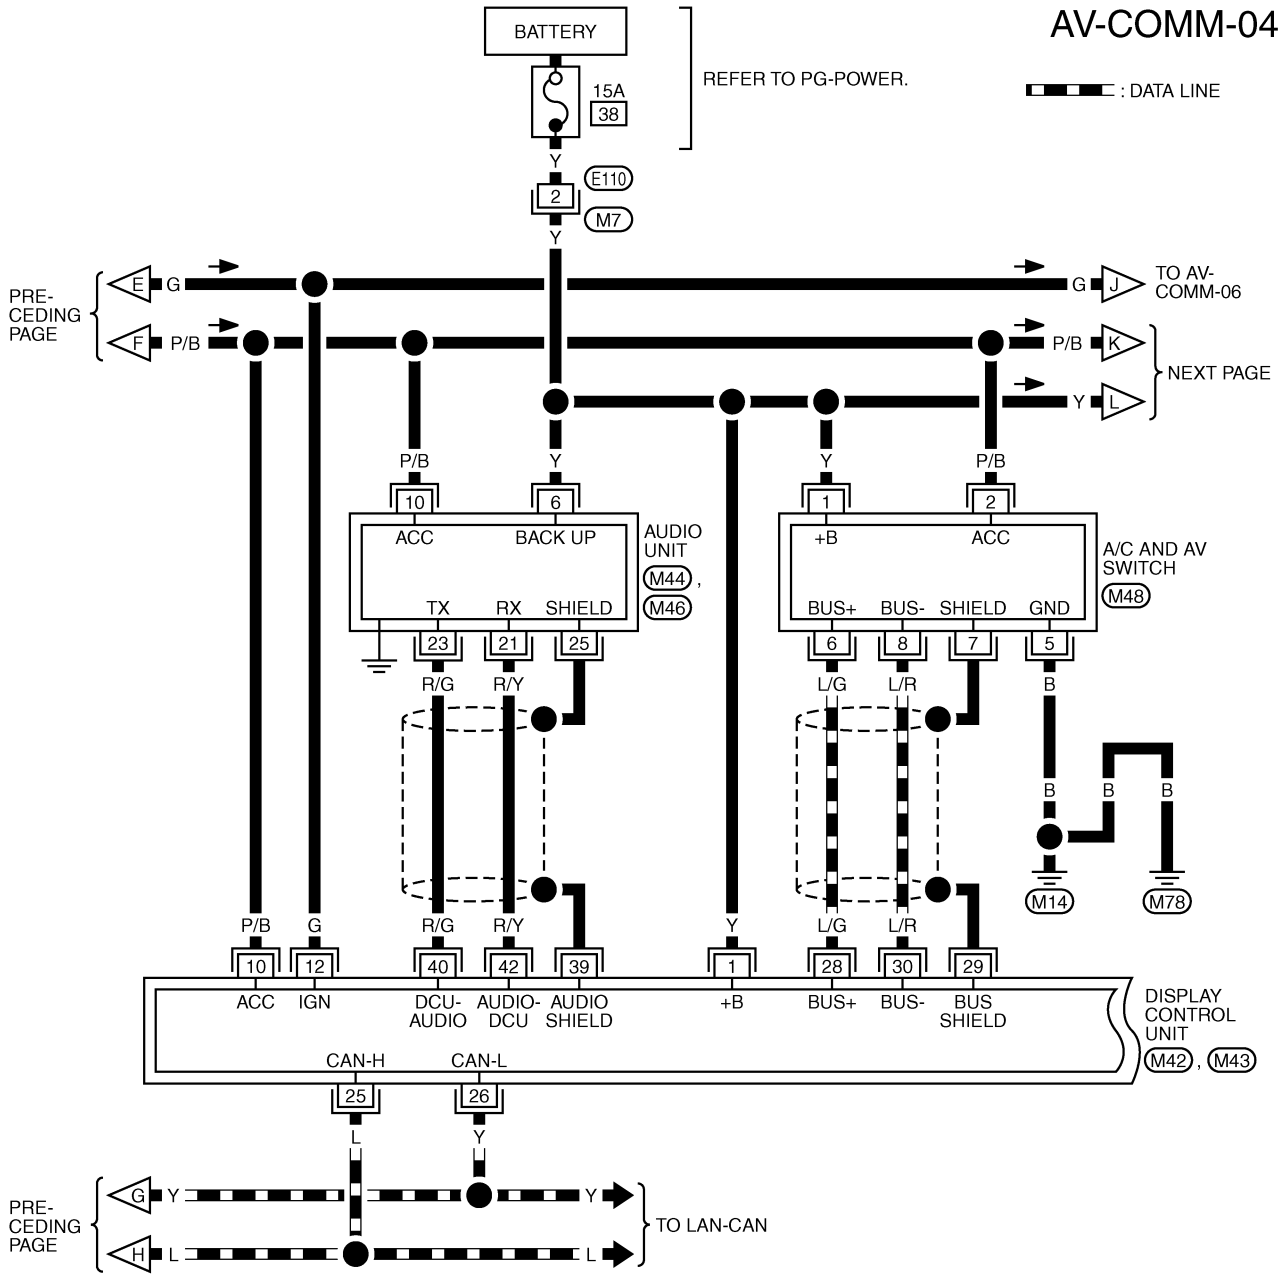 AV-COMM-04
BATTERY
REFER TO PG-POWER.
: DATA LINE
15A
38
Y
E110
2
M7
Y
PRE-
CEDING
PAGE
E G
G J
TO AV-
COMM-06
F P/B
P/B K
NEXT PAGE
Y L
P/B Y Y P/B
10 6 1 2
ACC BACK UP
AUDIO
UNIT
M44 ,
M46
+B ACC
A/C AND AV
SWITCH
M48
TX RX SHIELD
BUS+ BUS- SHIELD GND
23 21 25 6 8 7 5
R/G R/Y L/G L/R B
B B B
M14 M78
P/B G R/G R/Y Y L/G L/R
10 12 40 42 39 1 28 30 29
ACC IGN DCU-
AUDIO
AUDIO-
DCU
AUDIO
SHIELD
+B BUS+ BUS- BUS
SHIELD
DISPLAY
CONTROL
UNIT
M42 , M43
CAN-H CAN-L
25 26
L Y
PRE-
CEDING
PAGE
G Y Y
H L L
TO LAN-CAN